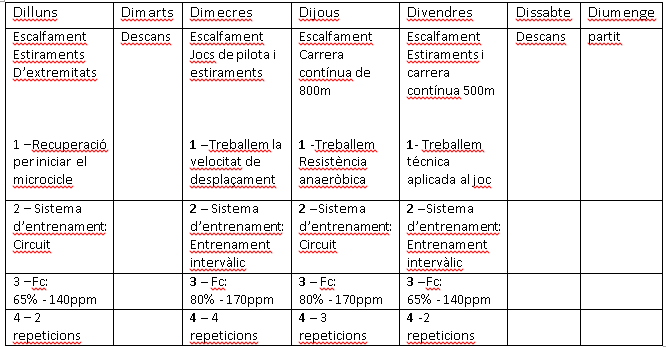 Dilluns Dimarts Dimecres Dijous Divendres Dissabte Diumenge
Escalfament
Estiraments
D'extremitats
1 –Recuperació
per iniciar el
microcicle
Descans
Escalfament
Jocs de pilota i
estiraments
1 –Treballem la
velocitat de
desplaçament
Escalfament
Carrera
contínua de
800m
1 -Treballem
Resistència
anaeròbica
Escalfament
Estiraments i
carrera
contínua 500m
1- Treballem
técnica
aplicada al joc
Descans
partit
2 – Sistema
d'entrenament:
Circuit
2 – Sistema
d'entrenament:
Entrenament
intervàlic
2 –Sistema
d'entrenament:
Circuit
2 –Sistema
d'entrenament:
Entrenament
intervàlic
3 – Fc:
65% - 140ppm
3 – Fc:
80% - 170ppm
3 –Fc:
80% - 170ppm
3 –Fc:
65% - 140ppm
4 – 2
repeticions
4 – 4
repeticions
4 – 3
repeticions
4 -2
repeticions